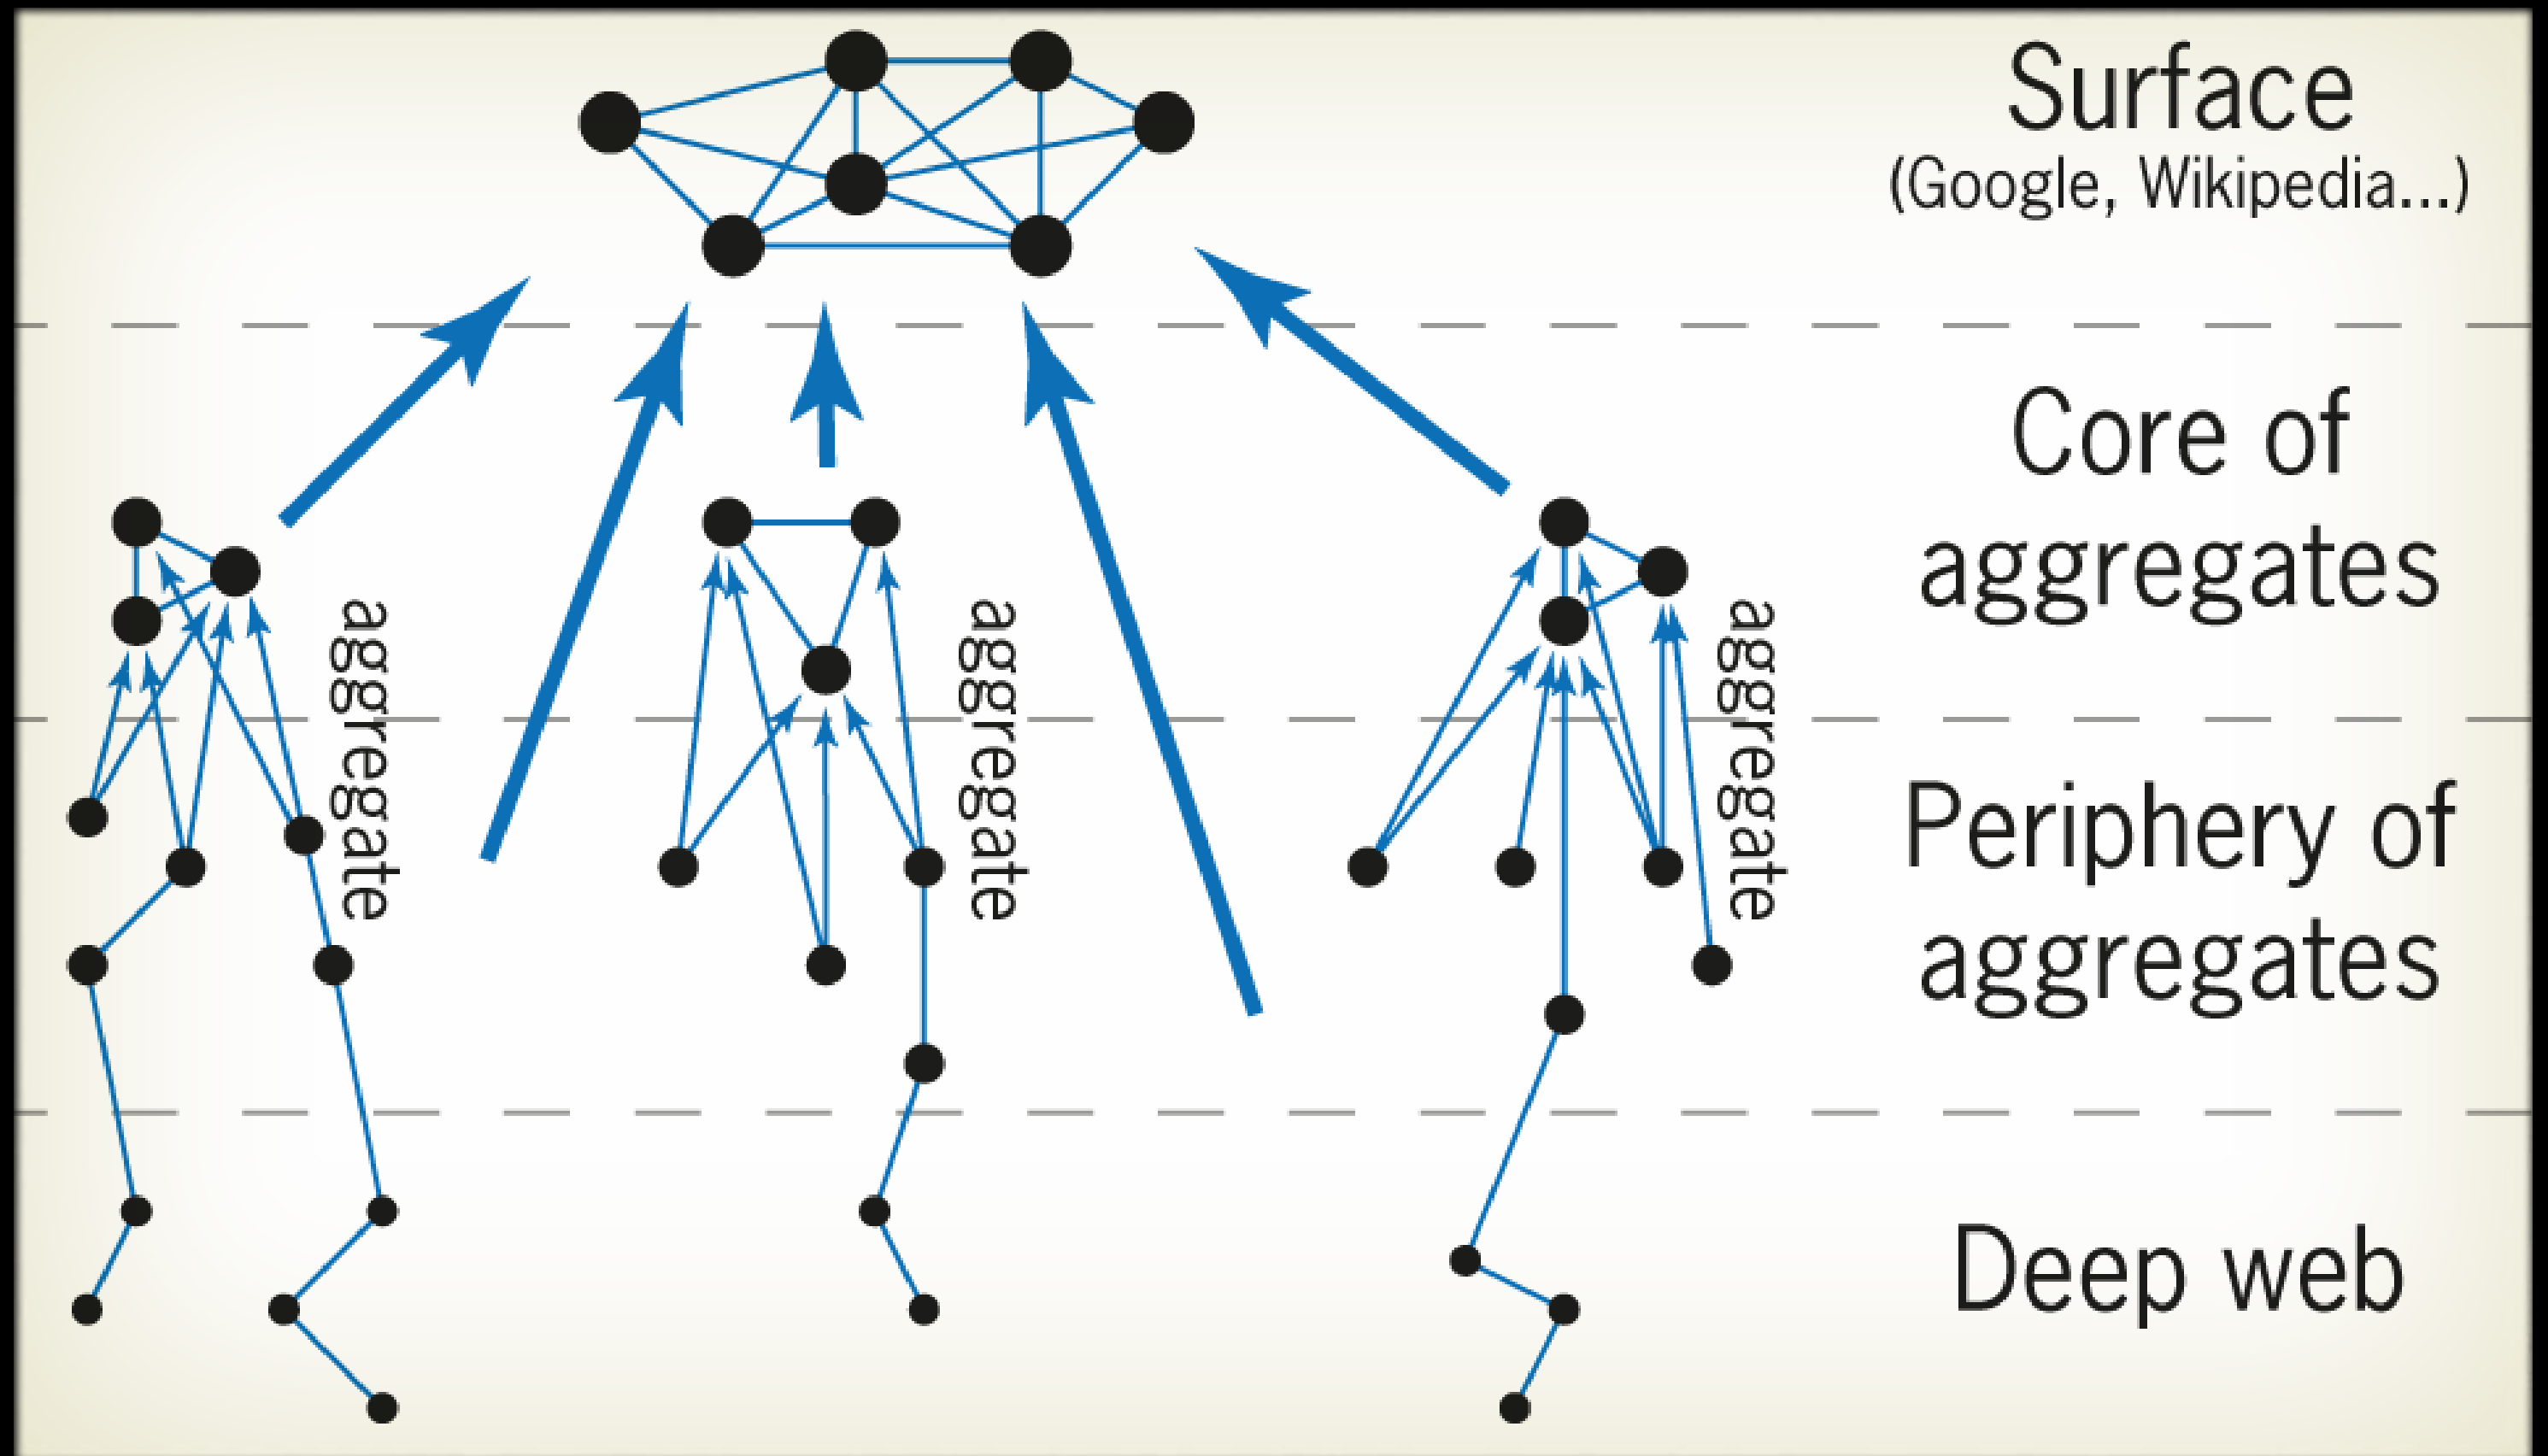 Surface
(Google, Wikipedia...)
Core of
aggregates
aggregate
aggregate
aggregate
Periphery of
aggregates
Deep web